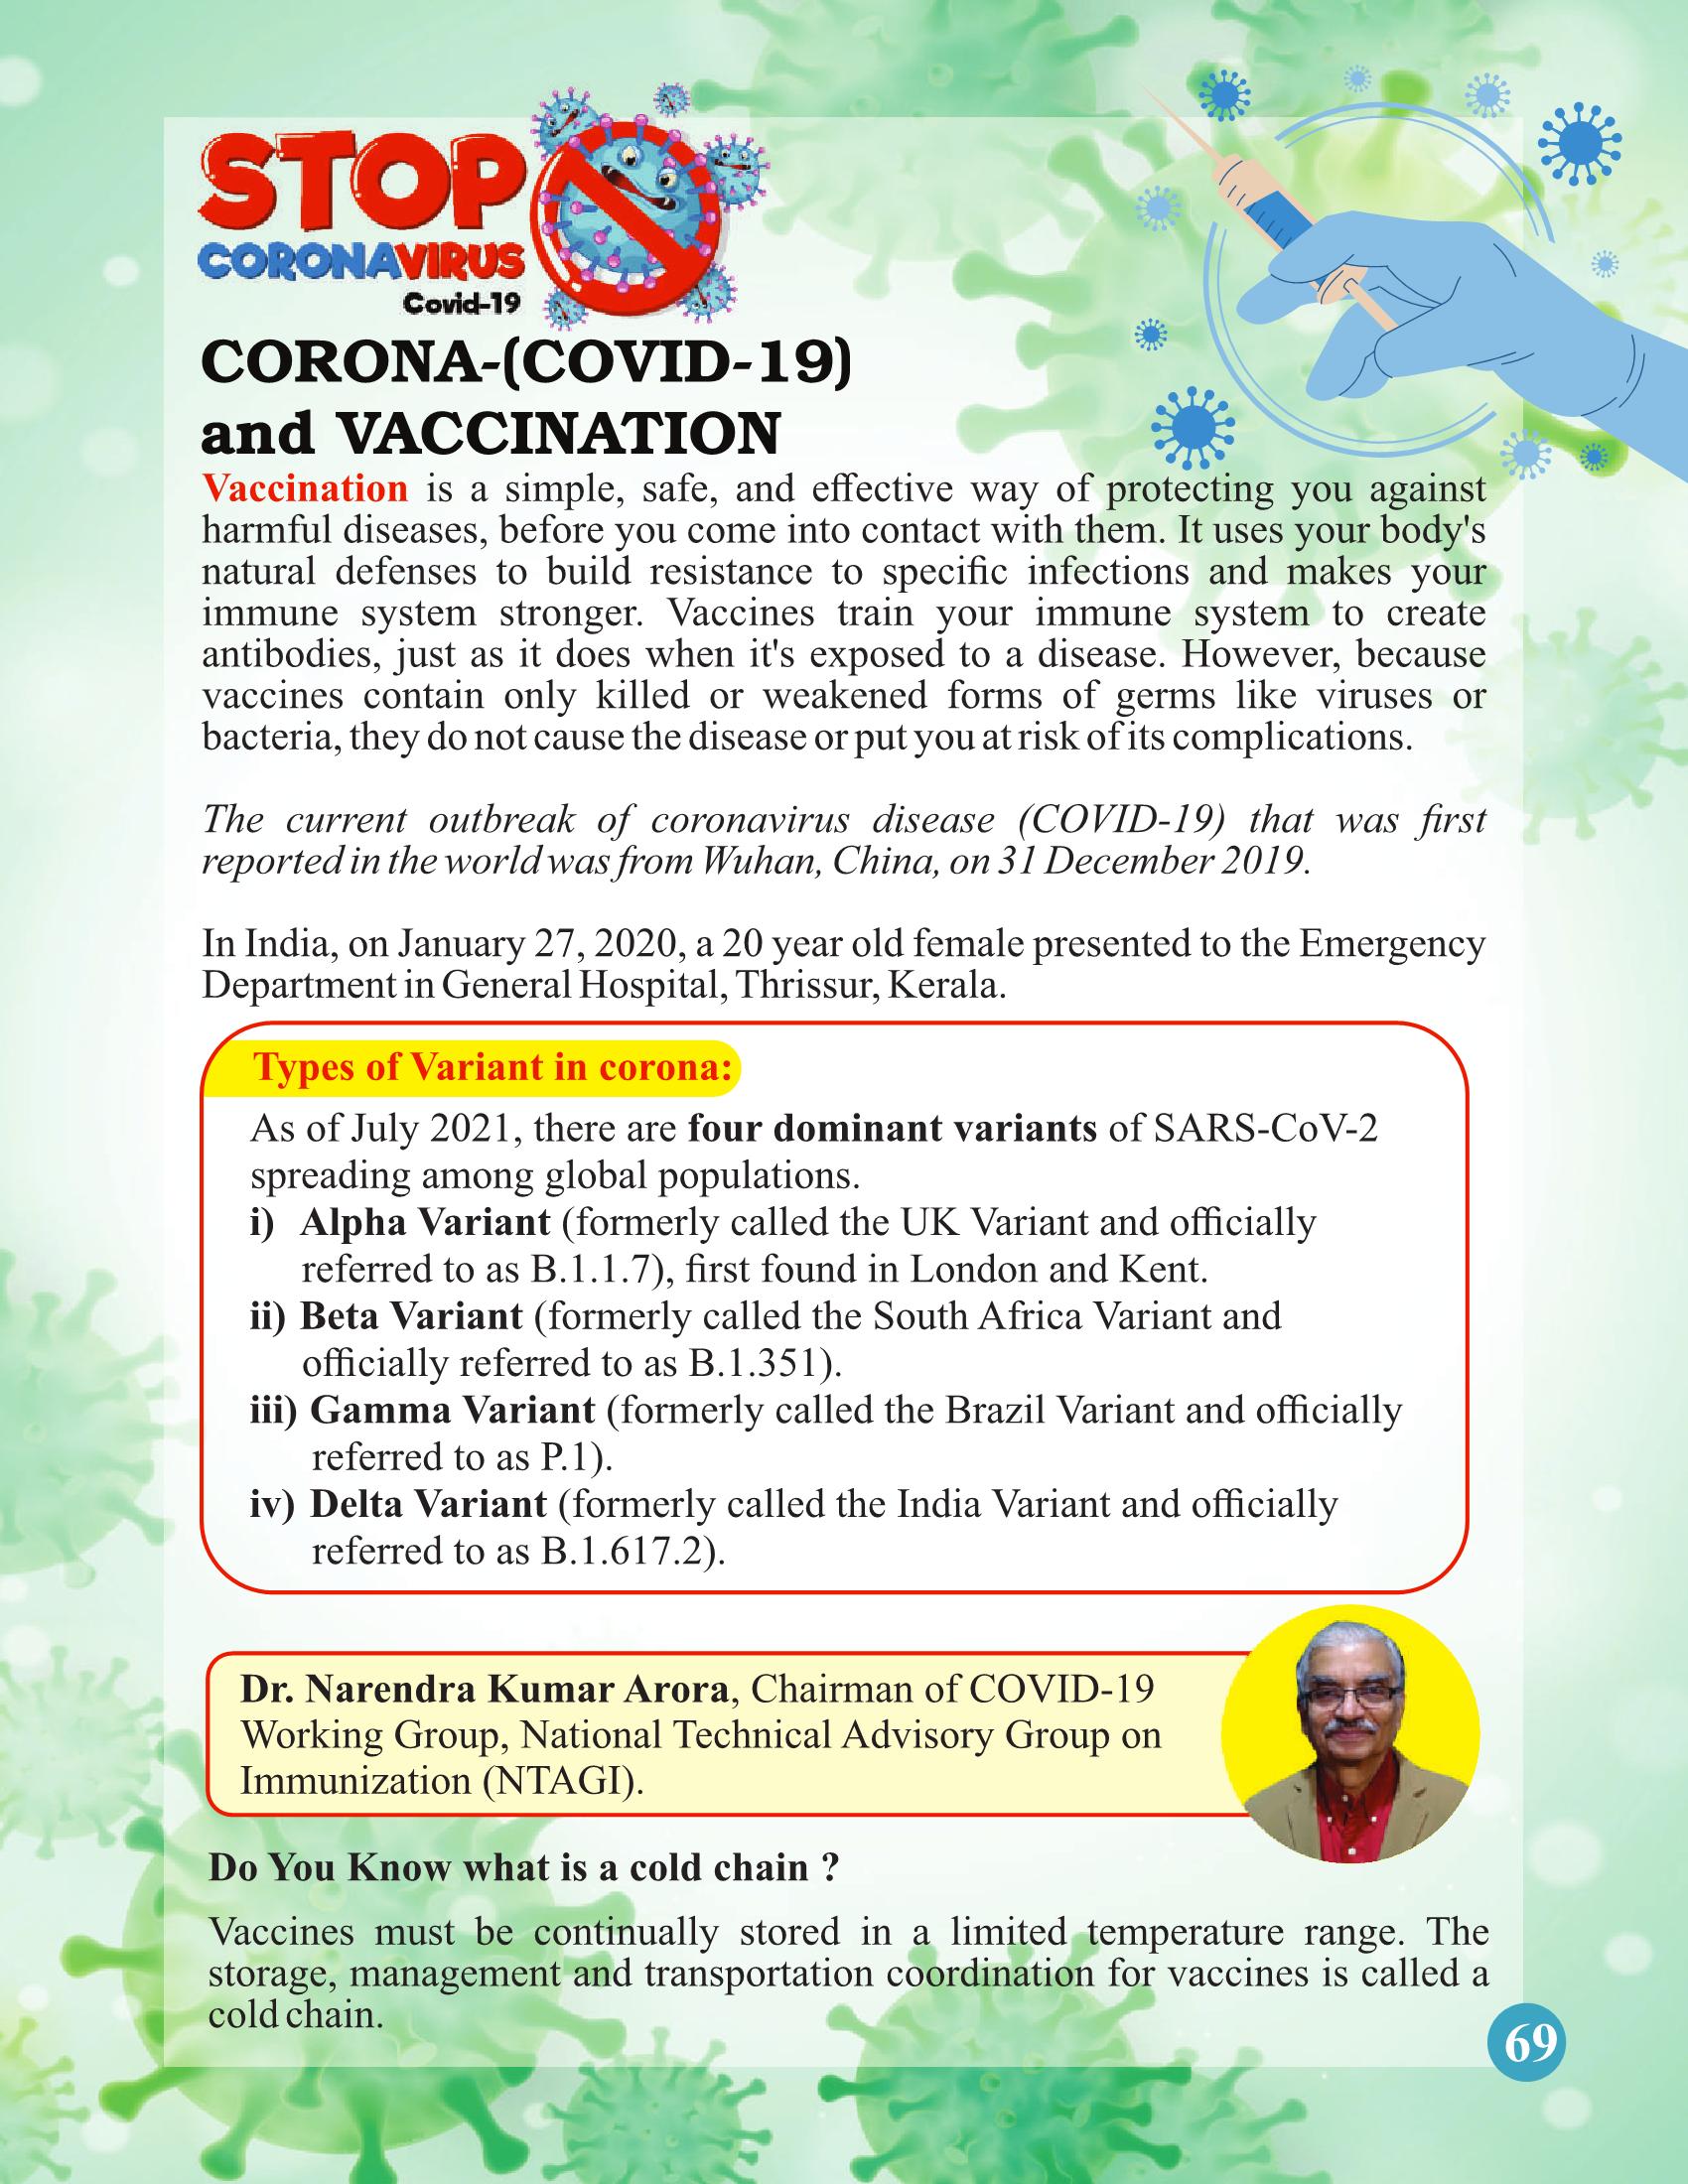 STOP
CORONAVIRUS
Covid-19
CORONA-(COVID-19)
and VACCINATION
Vaccination is a simple, safe, and effective way of protecting you against
harmful diseases, before you come into contact with them. It uses your body's
natural defenses to build resistance to specific infections and makes your
immune system stronger. Vaccines train your immune system to create
antibodies, just as it does when it's exposed to a disease. However, because
vaccines contain only killed or weakened forms of germs like viruses or
bacteria, they do not cause the disease or put you at risk of its complications.
The current outbreak of coronavirus disease (COVID-19) that was first
reported in the world was from Wuhan, China, on 31 December 2019.
In India, on January 27, 2020, a 20 year old female presented to the Emergency
Department in General Hospital, Thrissur, Kerala.
Types of Variant in corona:
As of July 2021, there are four dominant variants of SARS-CoV-2
spreading among global populations.
i) Alpha Variant (formerly called the UK Variant and officially
referred to as B.1.1.7), first found in London and Kent.
ii) Beta Variant (formerly called the South Africa Variant and
officially referred to as B.1.351).
iii) Gamma Variant (formerly called the Brazil Variant and officially
referred to as P.1).
iv) Delta Variant (formerly called the India Variant and officially
referred to as B.1.617.2).
Dr. Narendra Kumar Arora, Chairman of COVID-19
Working Group, National Technical Advisory Group on
Immunization (NTAGI).
Do You Know what is a cold chain ?
Vaccines must be continually stored in a limited temperature range. The
storage, management and transportation coordination for vaccines is called a
cold chain.
69